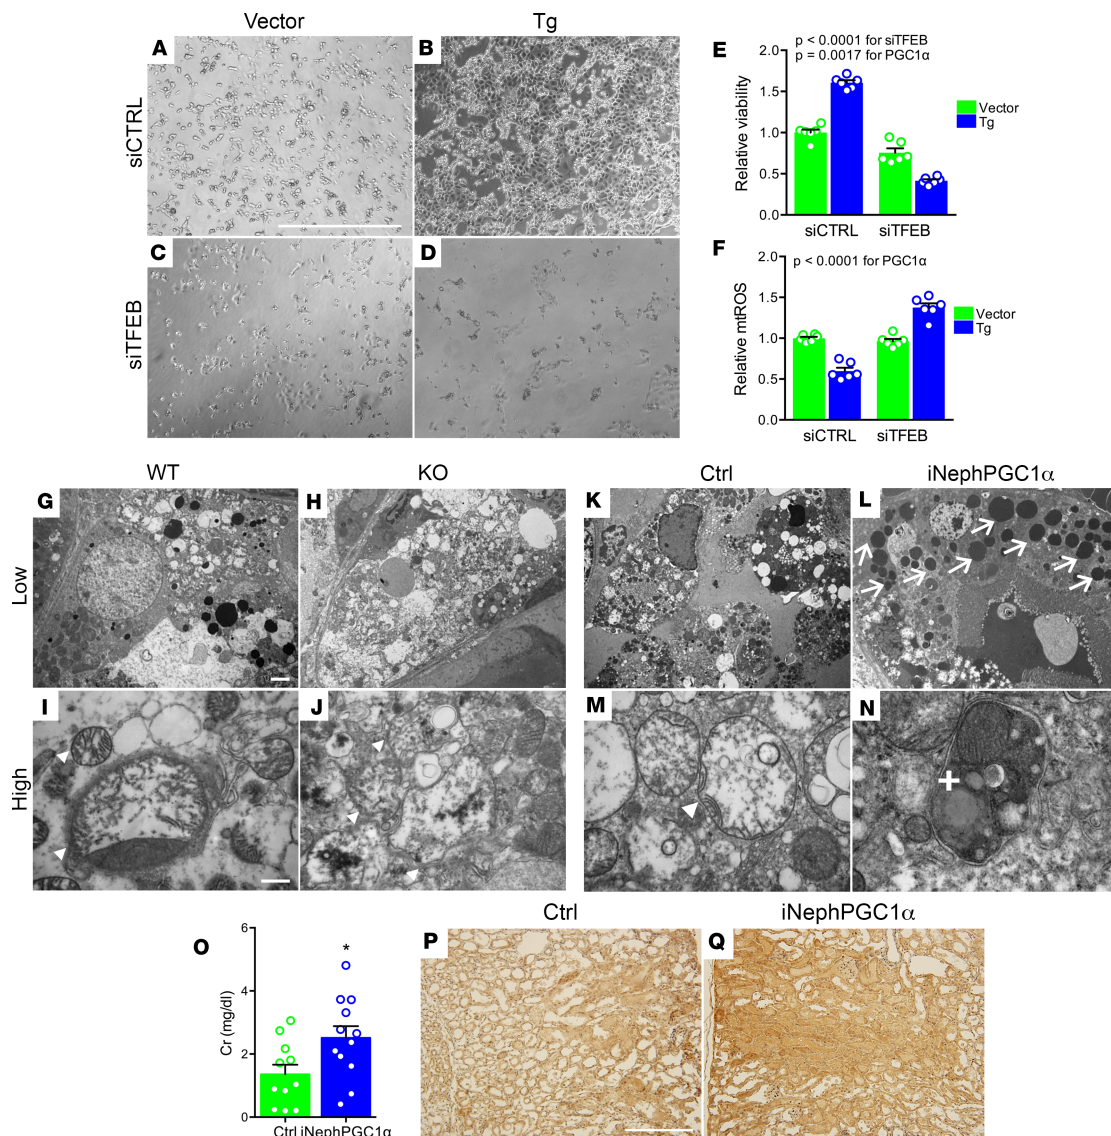 Vector
Tg
A
B
siCTRL
C
D
siTFEB
E
p < 0.0001 for siTFEB
p = 0.0017 for PGC1α
2.0
1.5
1.0
0.5
0.0
Relative viability
siCTRL
siTFEB
Vector
Tg
F
p < 0.0001 for PGC1α
2.0
1.5
1.0
0.5
0.0
Relative mtROS
siCTRL
siTFEB
Vector
Tg
WT
KO
Ctrl
iNephPGC1α
Low
G
H
K
L
High
I
J
M
N
O
6
4
2
0
Cr (mg/dl)
*
Ctrl iNephPGC1α
Ctrl
iNephPGC1α
P
Q